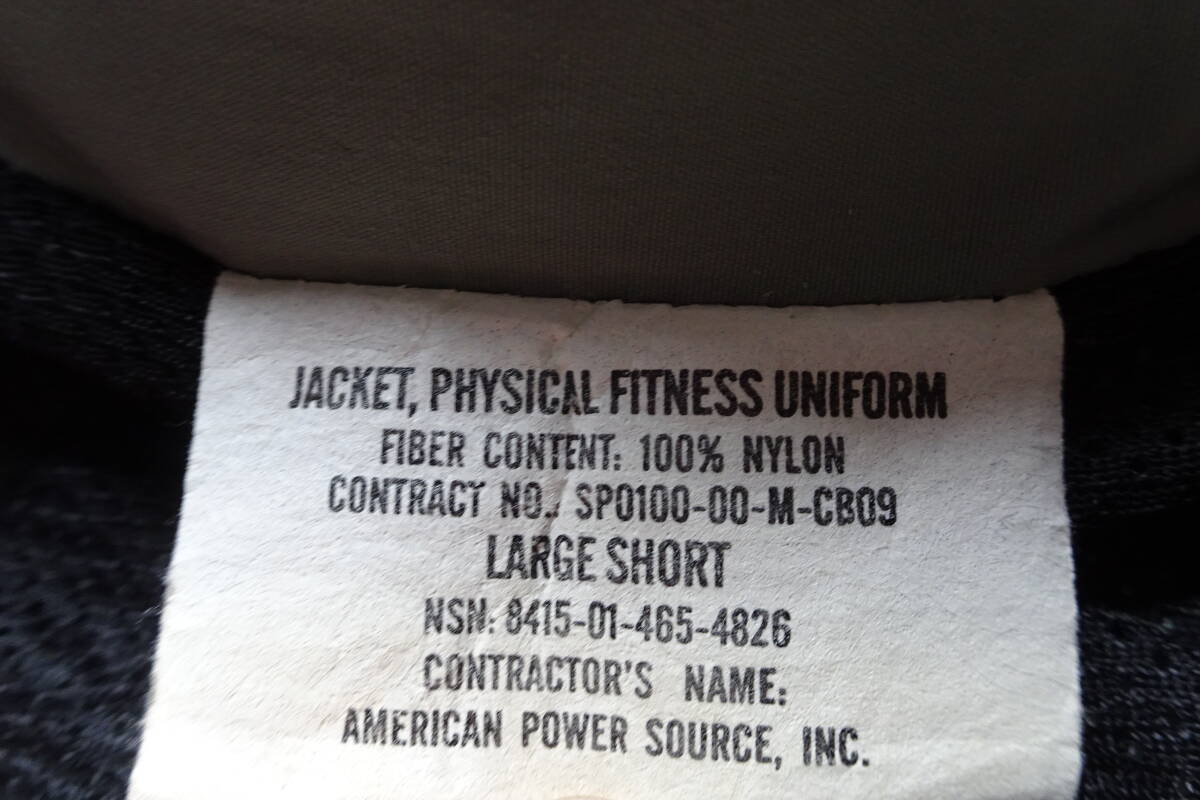 JACKET, PHYSICAL FITNESS UNIFORM
FIBER CONTENT: 100% NYLON
CONTRACT NO. SP0100-00-M-CB09
LARGE SHORT
NSN: 8415-01-465-4826
CONTRACTOR'S NAME:
AMERICAN POWER SOURCE, INC.